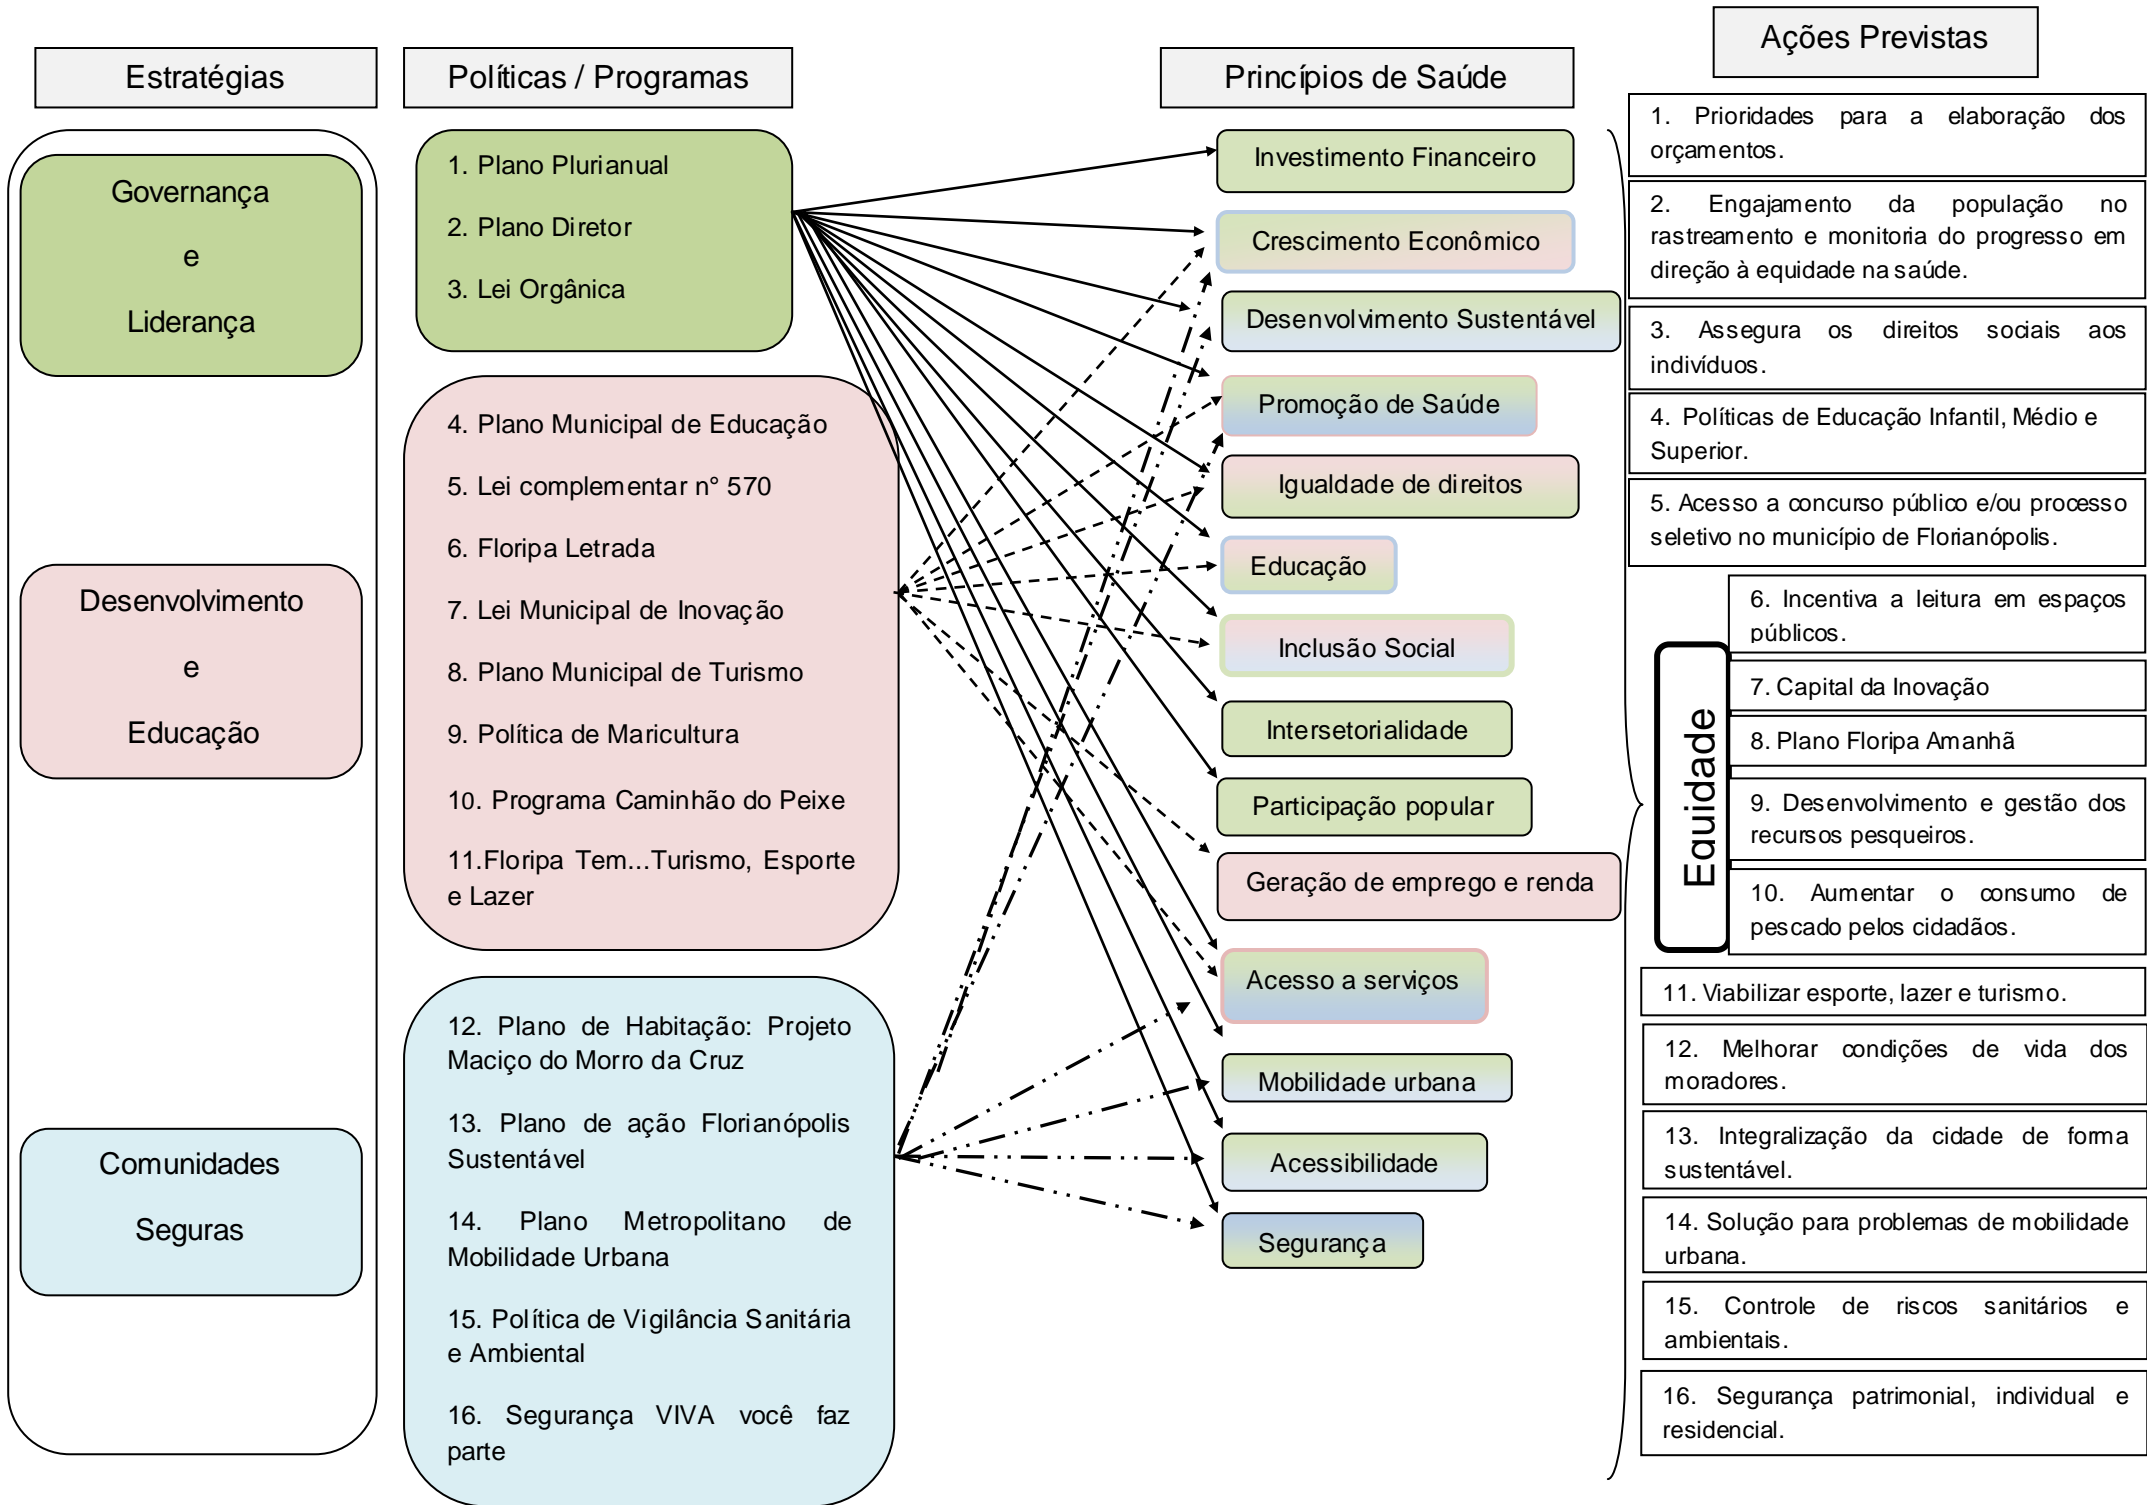 Estratégias
Governança
e
Liderança
Desenvolvimento
e
Educação
Comunidades
Seguras
Políticas / Programas
1. Plano Plurianual
2. Plano Diretor
3. Lei Orgânica
4. Plano Municipal de Educação
5. Lei complementar n° 570
6. Floripa Letrada
7. Lei Municipal de Inovação
8. Plano Municipal de Turismo
9. Política de Maricultura
10. Programa Caminhão do Peixe
11.Floripa Tem...Turismo, Esporte
e Lazer
12. Plano de Habitação: Projeto
Maciço do Morro da Cruz
13. Plano de ação Florianópolis
Sustentável
14. Plano Metropolitano de
Mobilidade Urbana
15. Política de Vigilância Sanitária
e Ambiental
16. Segurança VIVA você faz
parte
Princípios de Saúde
Investimento Financeiro
Crescimento Econômico
Desenvolvimento Sustentável
Promoção de Saúde
Igualdade de direitos
Educação
Inclusão Social
Intersetorialidade
Participação popular
Geração de emprego e renda
Acesso a serviços
Mobilidade urbana
Acessibilidade
Segurança
Ações Previstas
1. Prioridades para a elaboração dos
orçamentos.
2. Engajamento da população no
rastreamento e monitoria do progresso em
direção à equidade na saúde.
3. Assegura os direitos sociais aos
indivíduos.
4. Políticas de Educação Infantil, Médio e
Superior.
5. Acesso a concurso público e/ou processo
seletivo no município de Florianópolis.
Equidade
6. Incentiva a leitura em espaços
públicos.
7. Capital da Inovação
8. Plano Floripa Amanhã
9. Desenvolvimento e gestão dos
recursos pesqueiros.
10. Aumentar o consumo de
pescado pelos cidadãos.
11. Viabilizar esporte, lazer e turismo.
12. Melhorar condições de vida dos
moradores.
13. Integralização da cidade de forma
sustentável.
14. Solução para problemas de mobilidade
urbana.
15. Controle de riscos sanitários e
ambientais.
16. Segurança patrimonial, individual e
residencial.